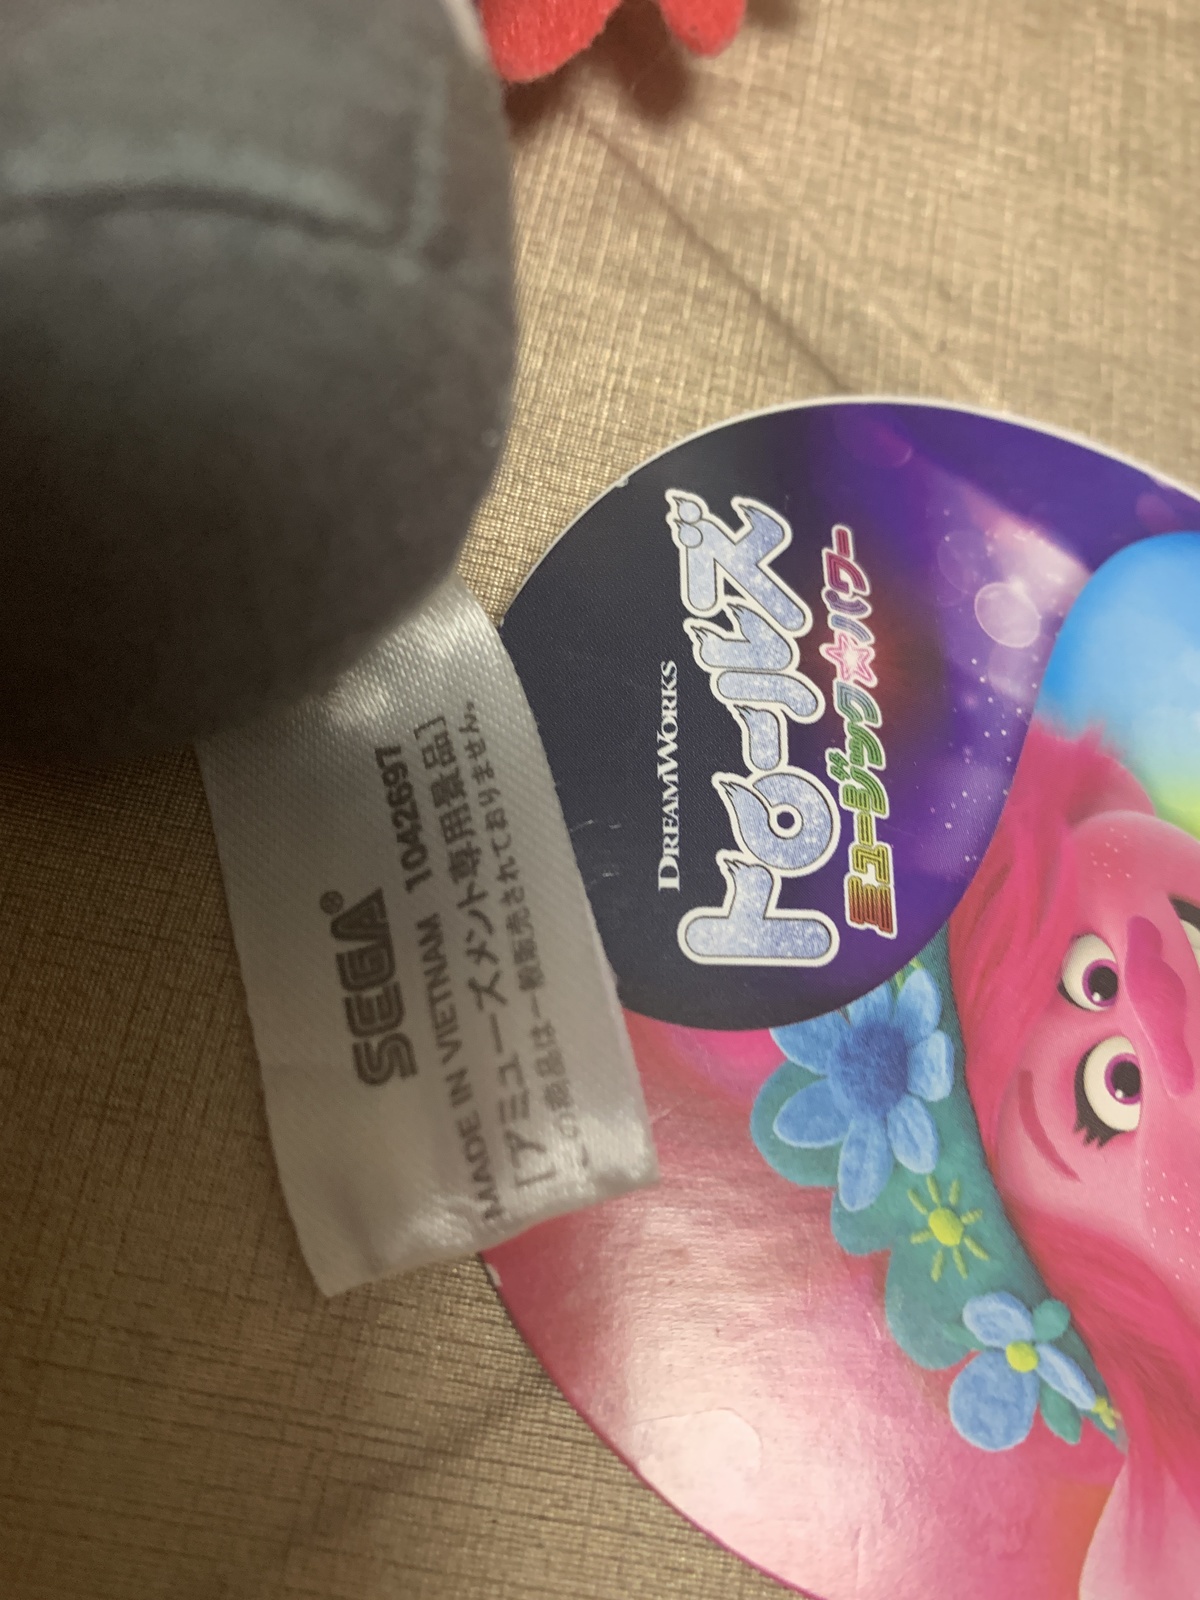 DREAMWORKS
トロールズ
ミュージック☆パワー
SEGA®
MADE IN VIETNAM 1042697
[アミューズメント専用景品]
この商品は一般販売されておりません。